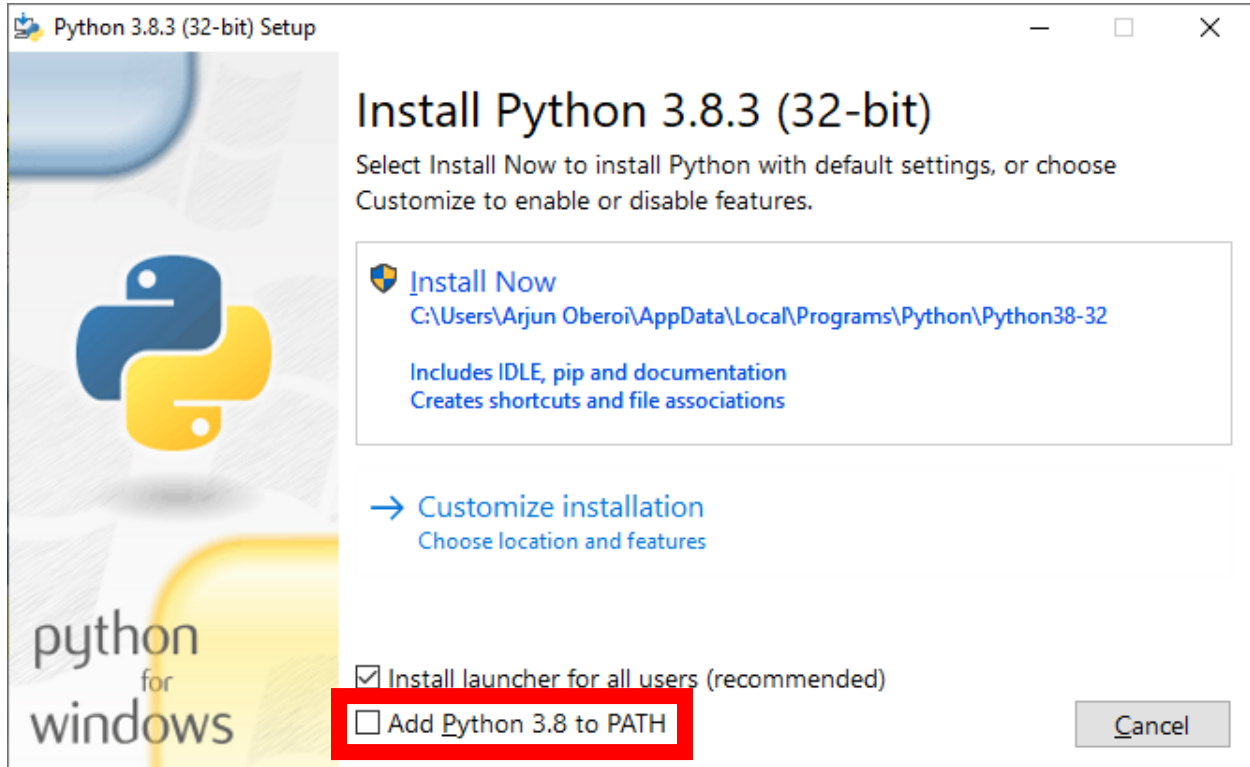 Python 3.8.3 (32-bit) Setup
Install Python 3.8.3 (32-bit)
Select Install Now to install Python with default settings, or choose
Customize to enable or disable features.
Install Now
C:\Users\Arjun Oberoi\AppData\Local\Programs\Python\Python38-32
Includes IDLE, pip and documentation
Creates shortcuts and file associations
Customize installation
Choose location and features
Install launcher for all users (recommended)
Add Python 3.8 to PATH
Cancel
python
for
windows